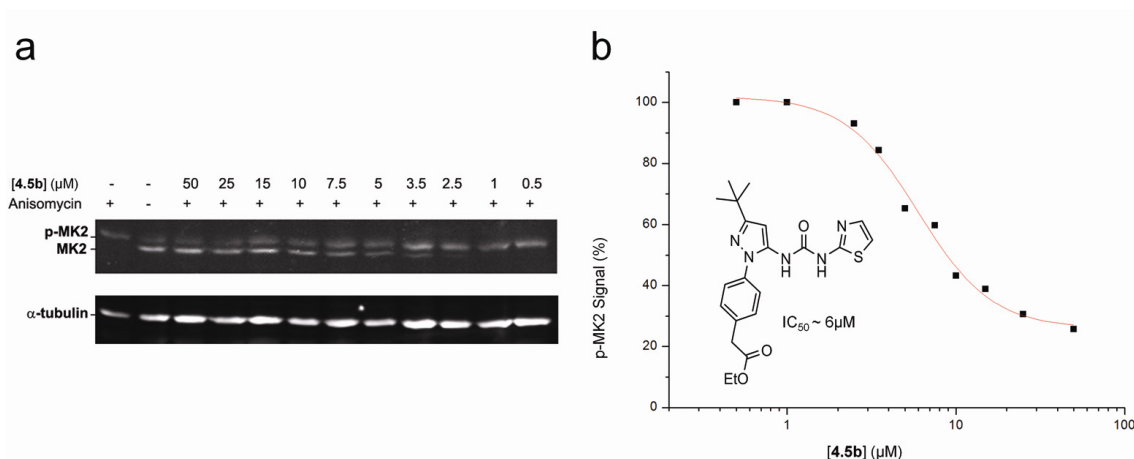 a
[4.5b] (µM) - - 50 25 15 10 7.5 5 3.5 2.5 1 0.5
Anisomycin + - + + + + + + + + + +
p-MK2
MK2
α-tubulin
b
p-MK2 Signal (%)
100
80
60
40
20
0
1 10 100
[4.5b] (µM)
N
N
O
N
H
N
H
N
S
O
EtO
IC50 ~ 6µM